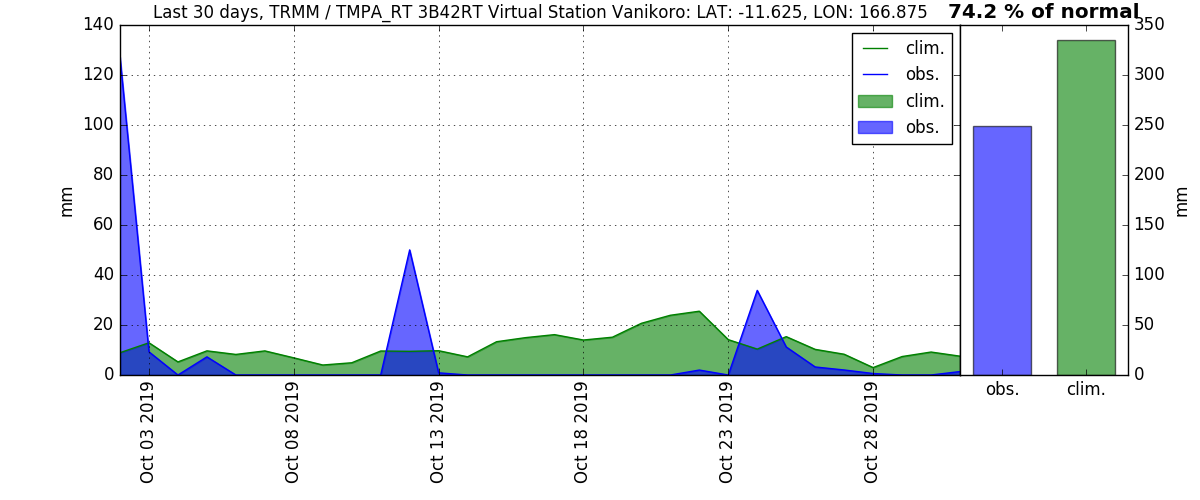 Last 30 days, TRMM / TMPA_RT 3B42RT Virtual Station Vanikoro: LAT: -11.625, LON: 166.875
74.2 % of normal
140
120
100
80
60
40
20
0
mm
clim.
obs.
clim.
obs.
Oct 03 2019
Oct 08 2019
Oct 13 2019
Oct 18 2019
Oct 23 2019
Oct 28 2019
350
300
250
200
150
100
50
0
mm
obs.
clim.